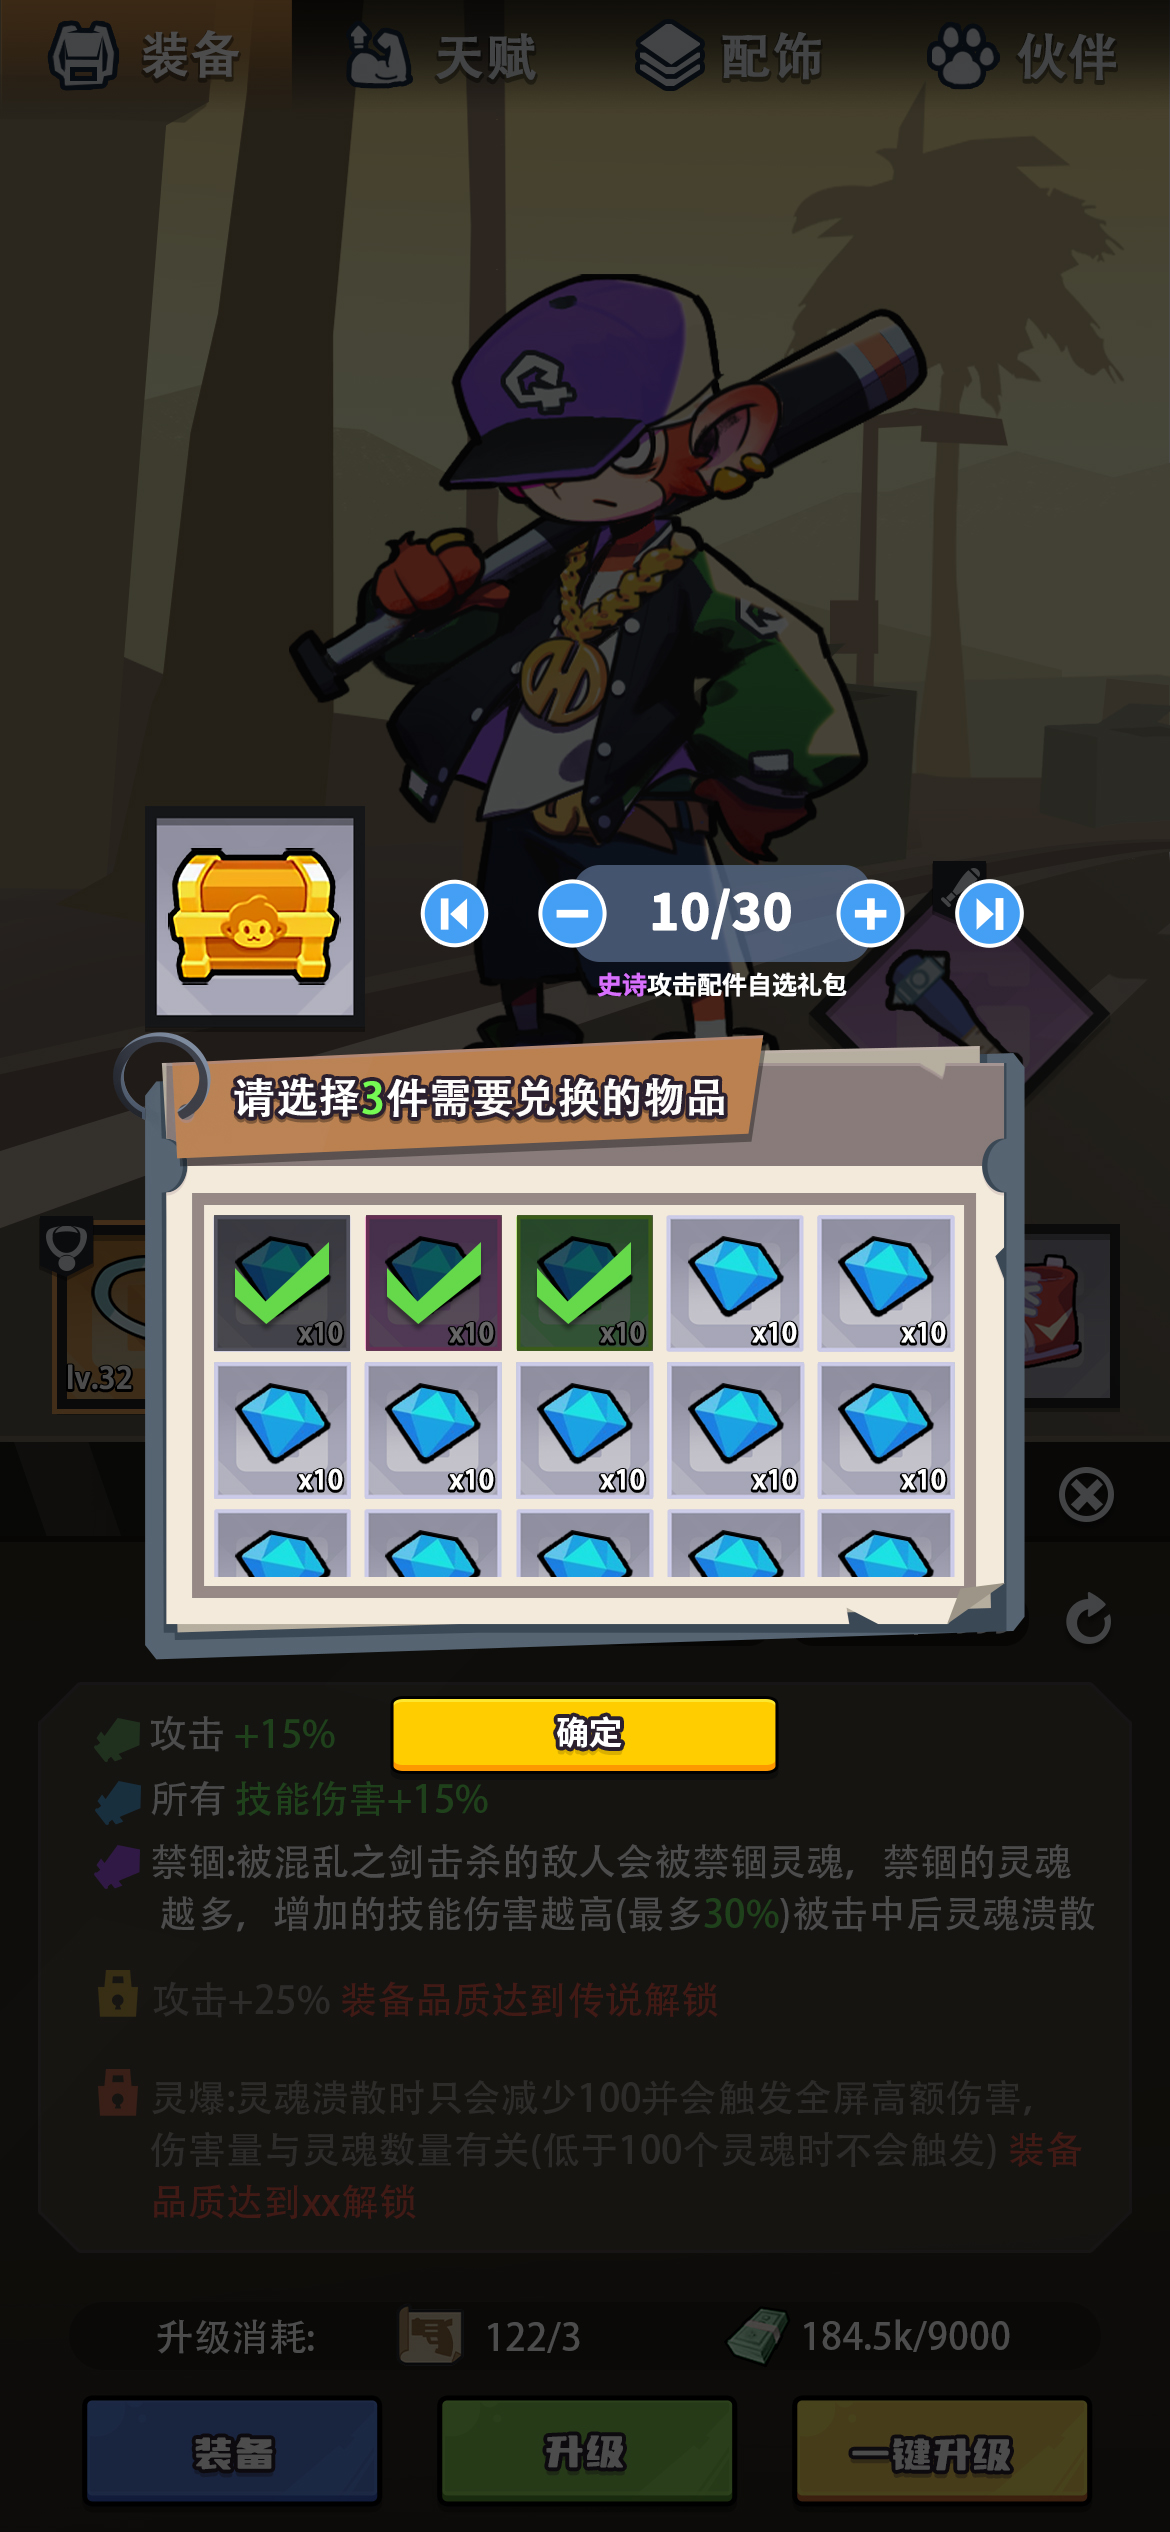 装备 天赋 配饰 伙伴
10/30
史诗攻击配件自选礼包
请选择3件需要兑换的物品
x10 x10 x10 x10 x10
lv.32
x10 x10 x10 x10 x10
确定
攻击 +15%
所有 技能伤害+15%
禁锢:被混乱之剑击杀的敌人会被禁锢灵魂，禁锢的灵魂
越多，增加的技能伤害越高(最多30%)被击中后灵魂溃散
攻击+25% 装备品质达到传说解锁
灵爆:灵魂溃散时只会减少100并会触发全屏高额伤害，
伤害量与灵魂数量有关(低于100个灵魂时不会触发) 装备
品质达到xx解锁
升级消耗: 122/3 184.5k/9000
装备 升级 一键升级